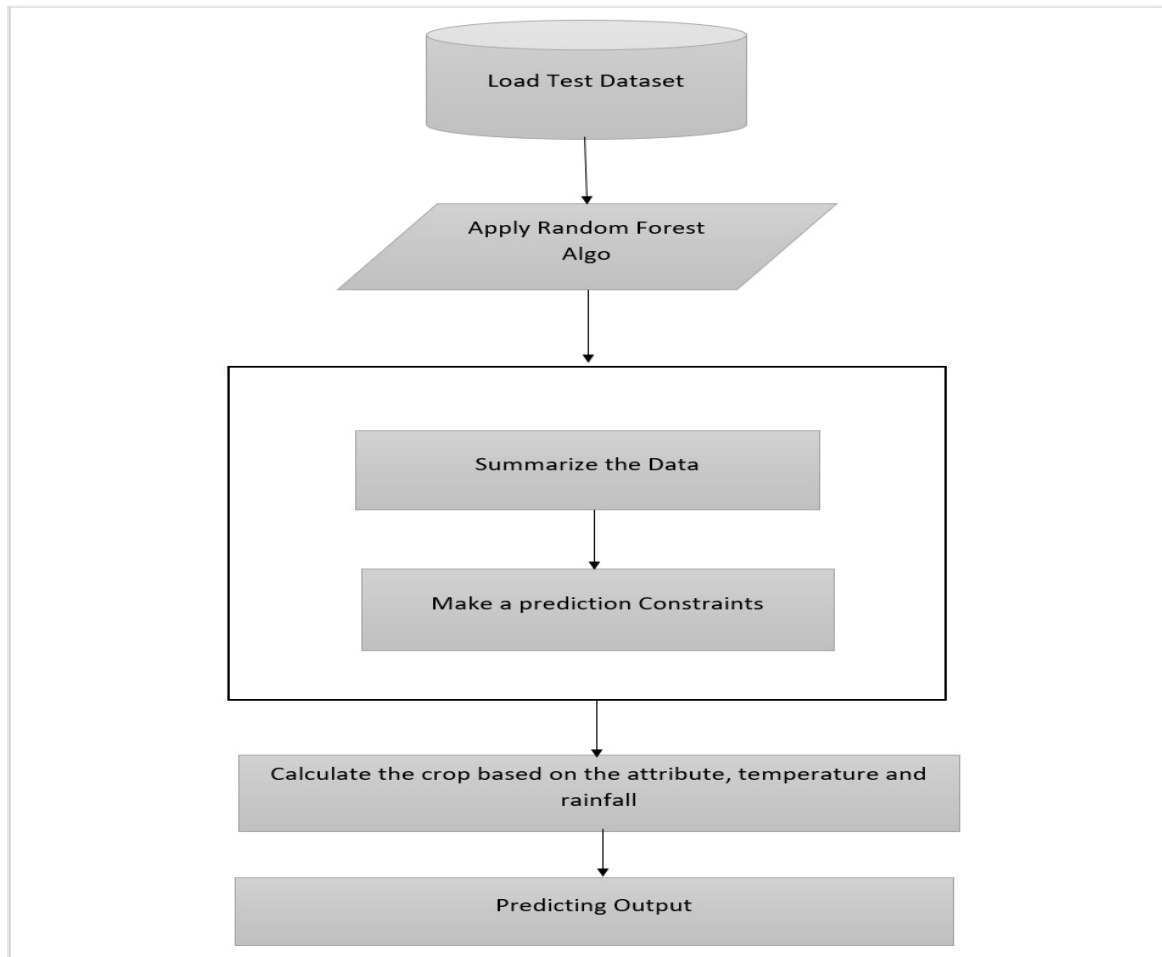 Load Test Dataset
Apply Random Forest
Algo
Summarize the Data
Make a prediction Constraints
Calculate the crop based on the attribute, temperature and
rainfall
Predicting Output